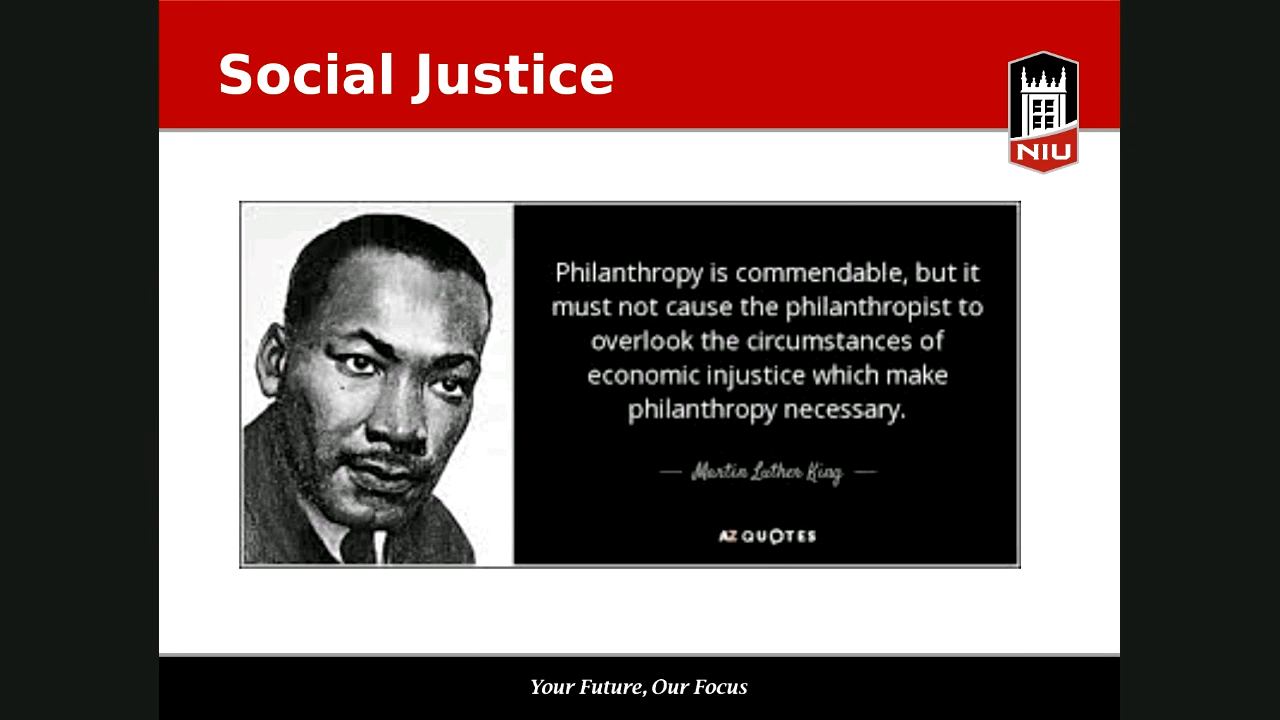 Social Justice
NIU
Philanthropy is commendable, but it
must not cause the philanthropist to
overlook the circumstances of
economic injustice which make
philanthropy necessary.
Martin Luther King
AZ QUOTES
Your Future, Our Focus